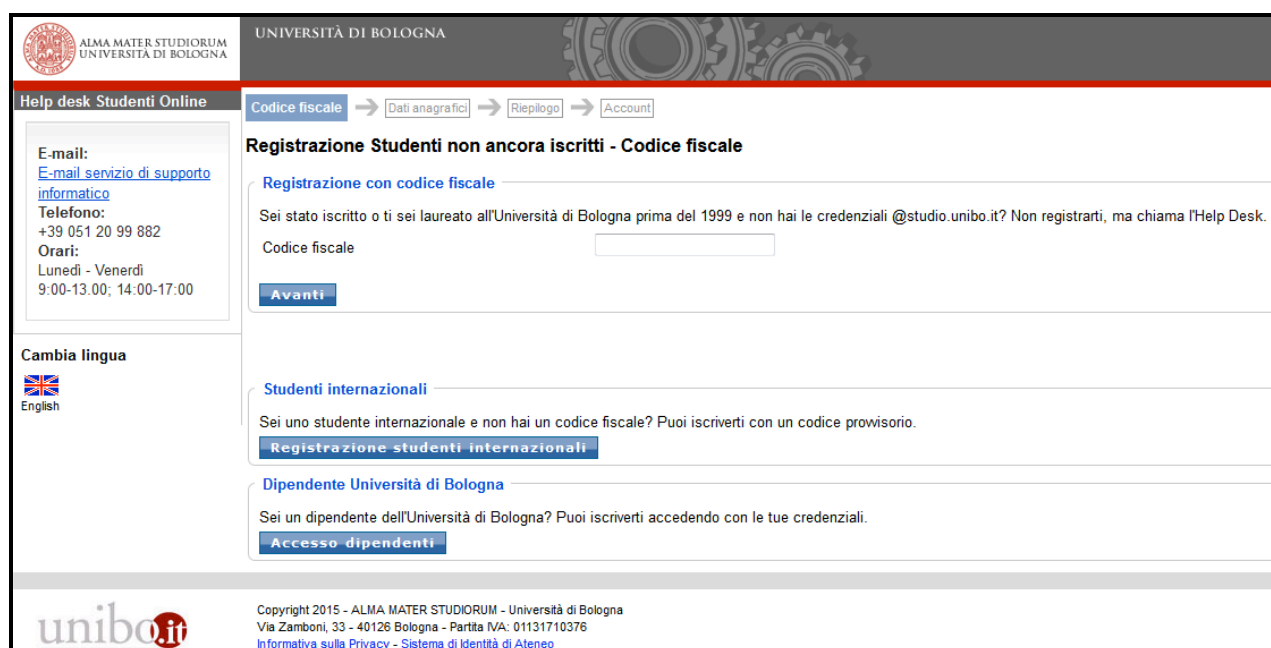 ALMA MATER STUDIORUM
UNIVERSITÀ DI BOLOGNA
UNIVERSITÀ DI BOLOGNA
Help desk Studenti Online
E-mail:
E-mail servizio di supporto
informatico
Telefono:
+39 051 20 99 882
Orari:
Lunedì - Venerdì
9:00-13.00; 14:00-17:00
Cambia lingua
English
Codice fiscale
Dati anagrafici
Riepilogo
Account
Registrazione Studenti non ancora iscritti - Codice fiscale
Registrazione con codice fiscale
Sei stato iscritto o ti sei laureato all'Università di Bologna prima del 1999 e non hai le credenziali @studio.unibo.it? Non registrarti, ma chiama l'Help Desk.
Codice fiscale
Avanti
Studenti internazionali
Sei uno studente internazionale e non hai un codice fiscale? Puoi iscriverti con un codice provvisorio.
Registrazione studenti internazionali
Dipendente Università di Bologna
Sei un dipendente dell'Università di Bologna? Puoi iscriverti accedendo con le tue credenziali.
Accesso dipendenti
unibo.it
Copyright 2015 - ALMA MATER STUDIORUM - Università di Bologna
Via Zamboni, 33 - 40126 Bologna - Partita IVA: 01131710376
Informativa sulla Privacy - Sistema di Identità di Ateneo